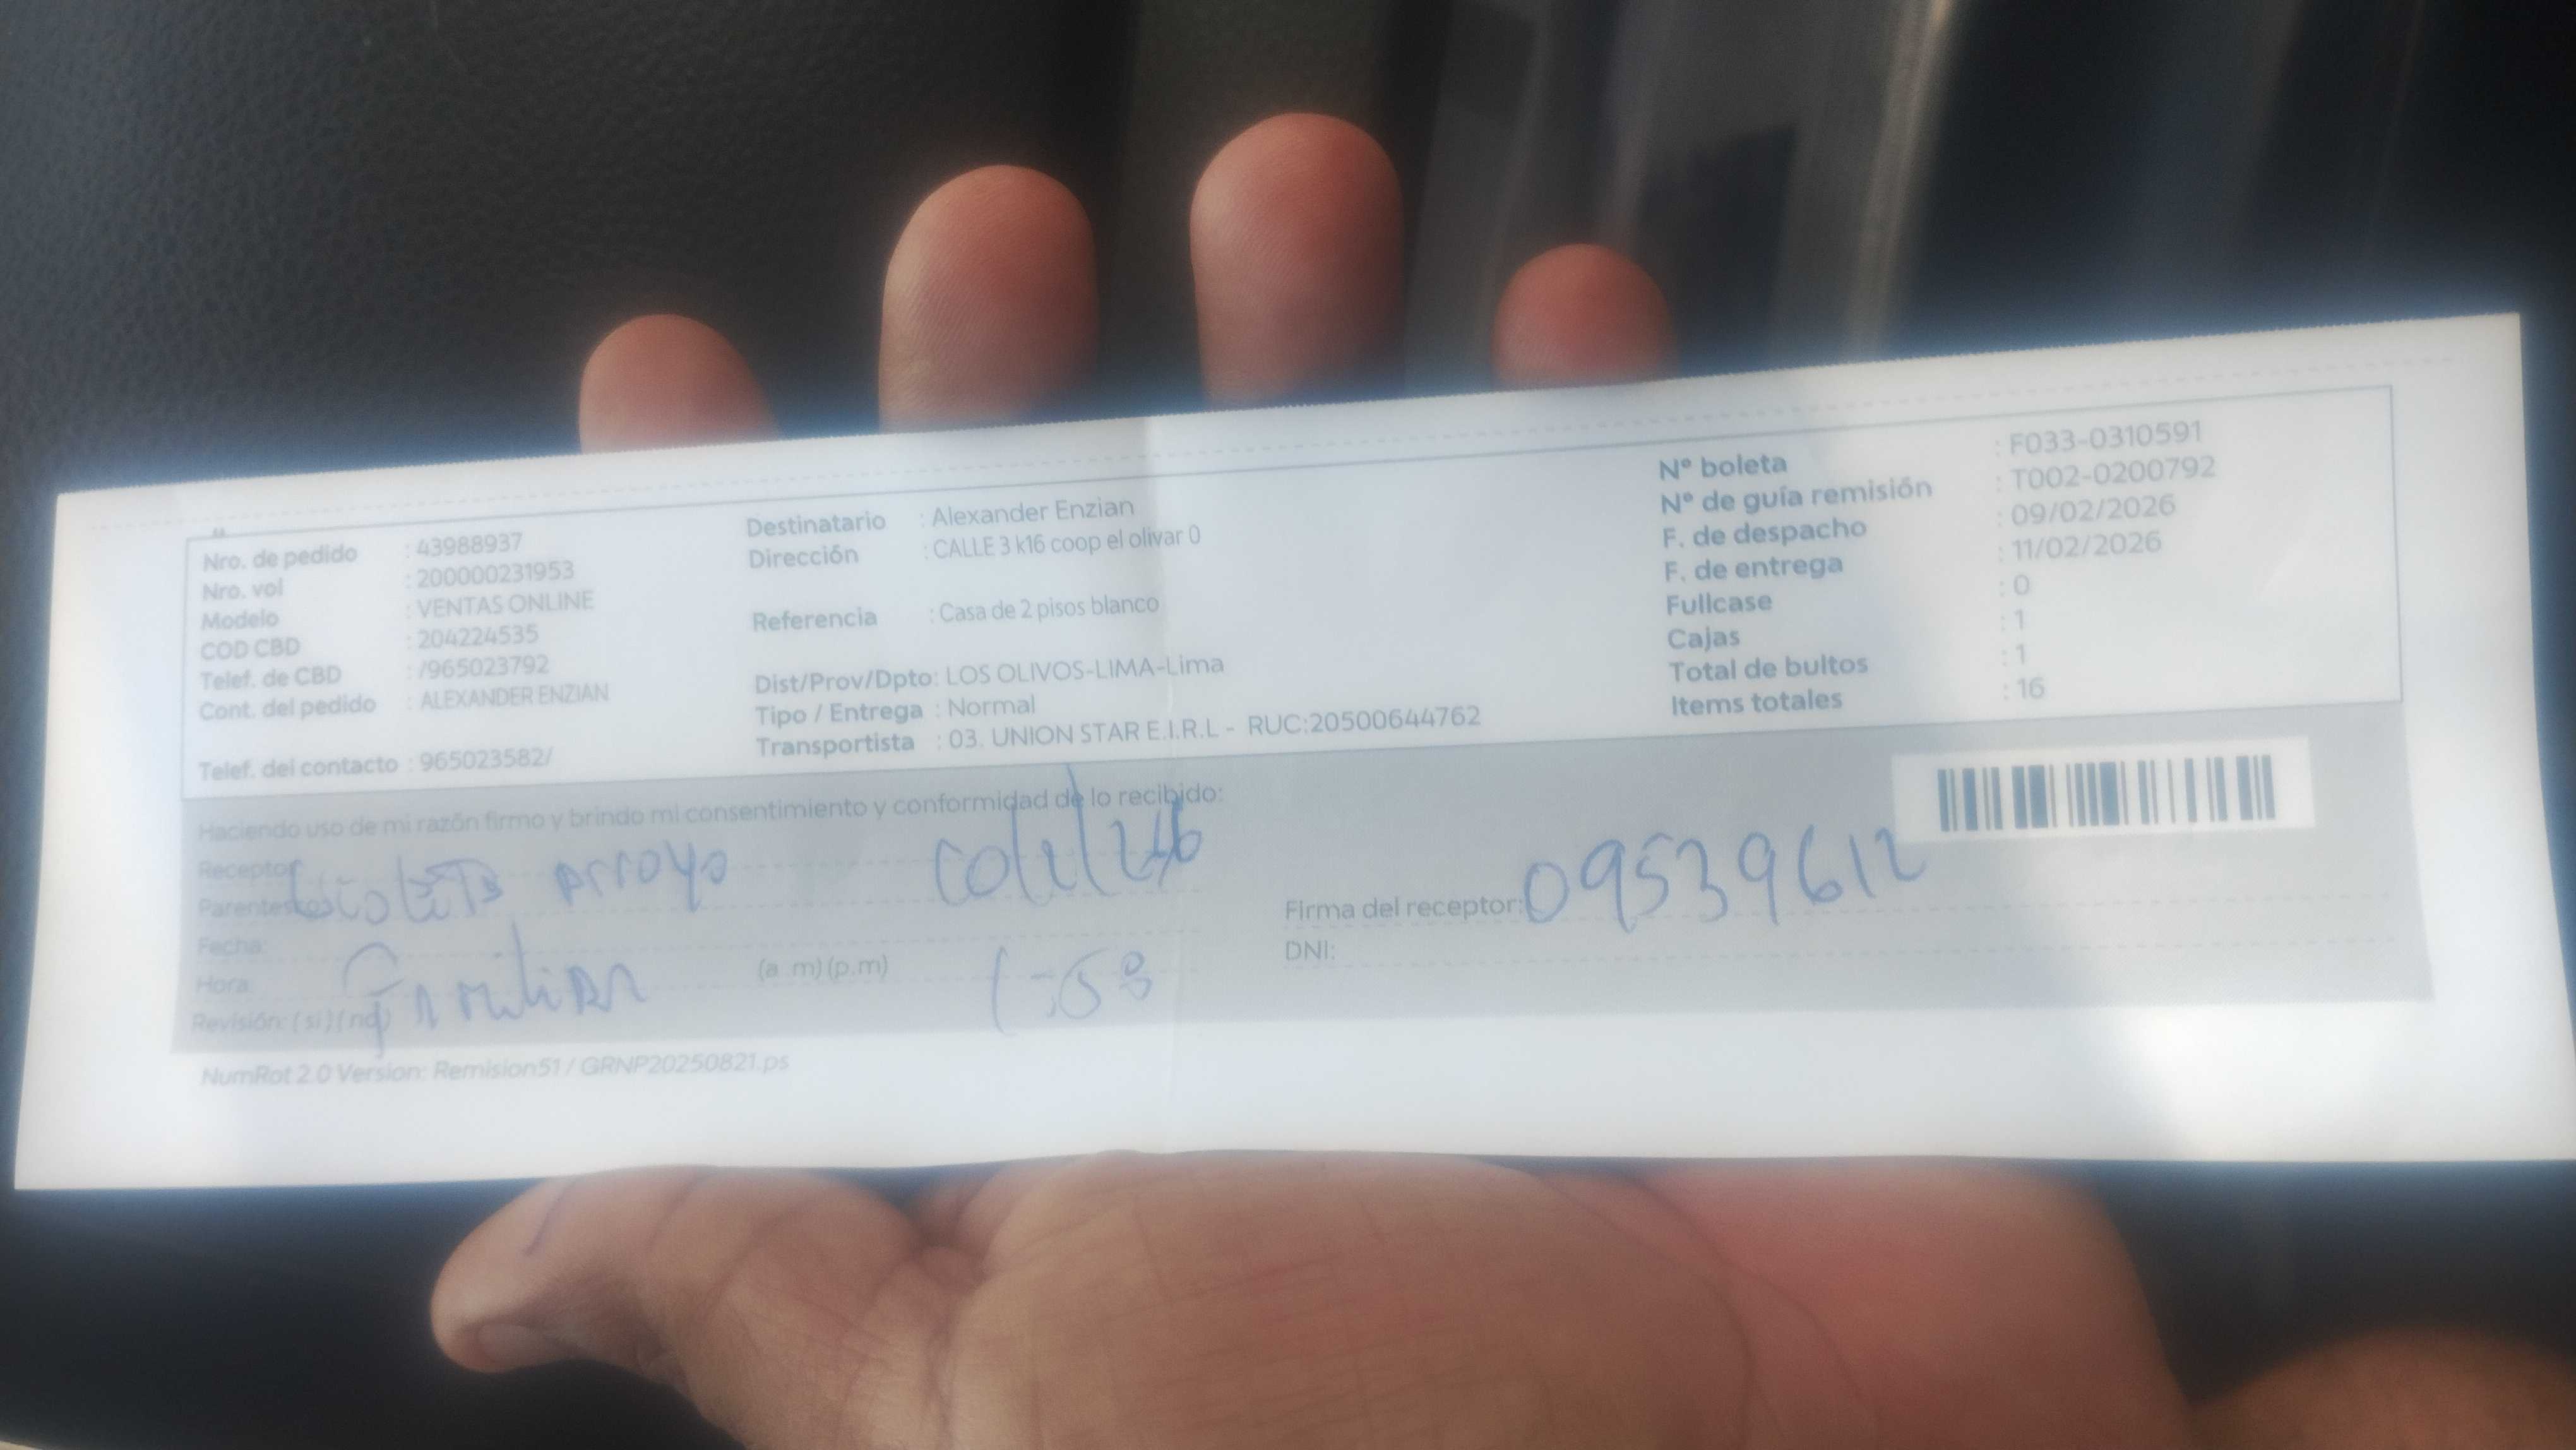 Nro. de pedido : 43988937
Nro. vol : 200000231953
Modelo : VENTAS ONLINE
COD CBD : 204224535
Telef. de CBD : /965023792
Cont. del pedido : ALEXANDER ENZIAN
Telef. del contacto : 965023582/
Destinatario : Alexander Enzian
Dirección : CALLE 3 k16 coop el olivar 0
Referencia : Casa de 2 pisos blanco
Dist/Prov/Dpto: LOS OLIVOS-LIMA-Lima
Tipo / Entrega : Normal
Transportista : 03. UNION STAR E.I.R.L - RUC:20500644762
N° boleta : F033-0310591
N° de guía remisión : T002-0200792
F. de despacho : 09/02/2026
F. de entrega : 11/02/2026
Fullcase : 0
Cajas : 1
Total de bultos : 1
Items totales : 16
Haciendo uso de mi razón firmo y brindo mi consentimiento y conformidad de lo recibido:
Receptor arroyo
Parentesco:
Fecha:
Hora: (a. m) (p.m) 1:58
Revisión: ( si ) ( no )
Firma del receptor: 09539612
DNI:
NumRot 2.0 Version: Remision51 / GRNP20250821.ps